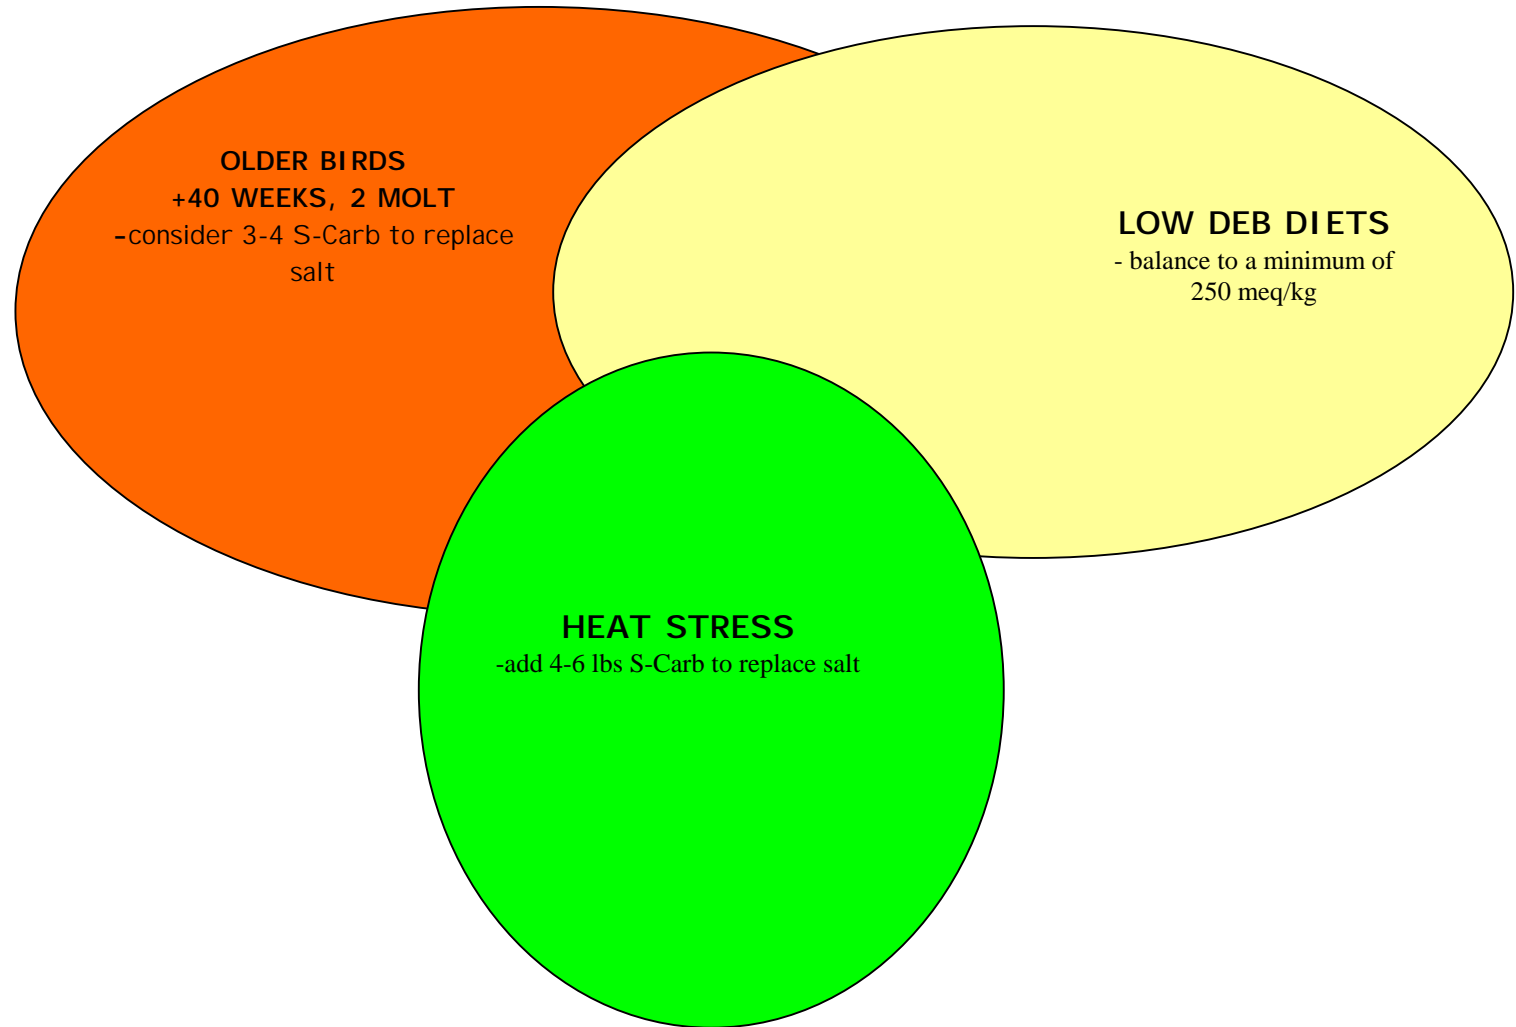 OLDER BIRDS
+40 WEEKS, 2 MOLT
-consider 3-4 S-Carb to replace
salt
LOW DEB DIETS
- balance to a minimum of
250 meq/kg
HEAT STRESS
-add 4-6 lbs S-Carb to replace salt